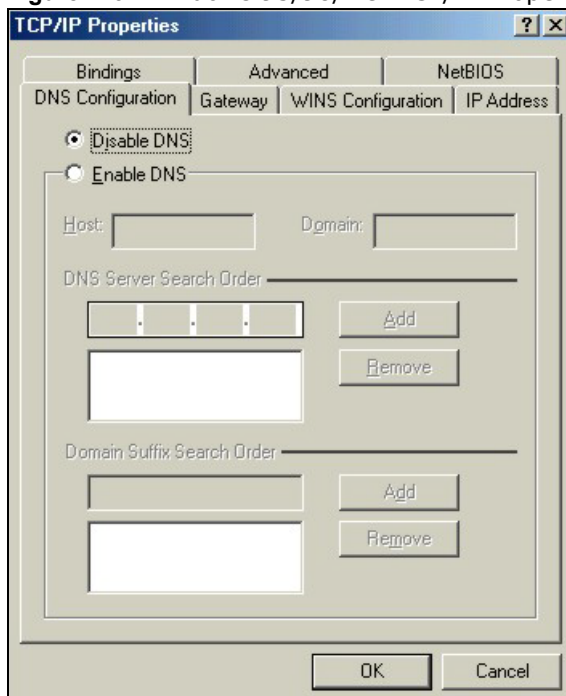 TCP/IP Properties ? ×
Bindings Advanced NetBIOS
DNS Configuration Gateway WINS Configuration IP Address
Disable DNS
Enable DNS
Host: Domain:
DNS Server Search Order
. . .
Add
Remove
Domain Suffix Search Order
Add
Remove
OK Cancel